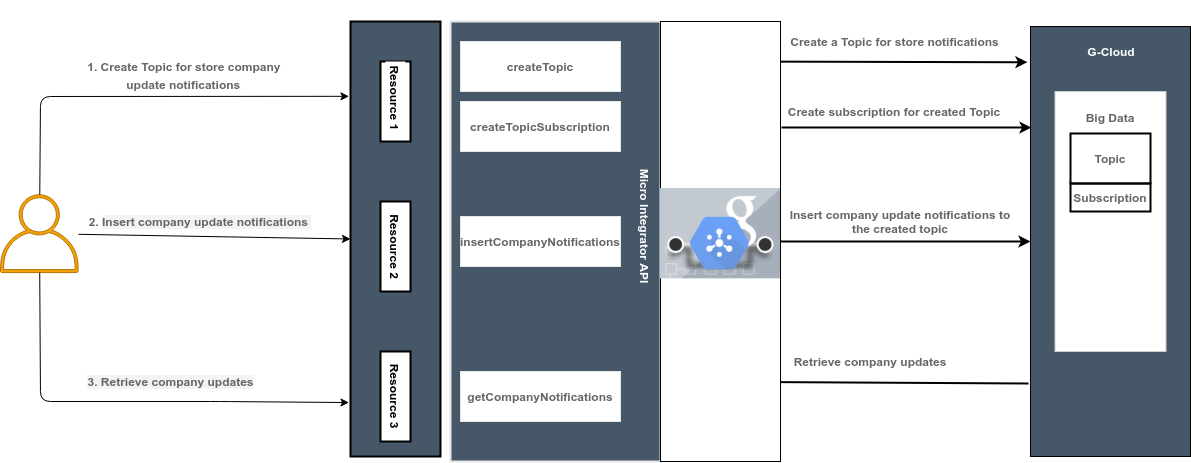 1. Create Topic for store company
update notifications
2. Insert company update notifications
3. Retrieve company updates
Resource 1
Resource 2
Resource 3
createTopic
createTopicSubscription
insertCompanyNotifications
getCompanyNotifications
Micro Integrator API
g
Create a Topic for store notifications
Create subscription for created Topic
Insert company update notifications to
the created topic
Retrieve company updates
G-Cloud
Big Data
Topic
Subscription